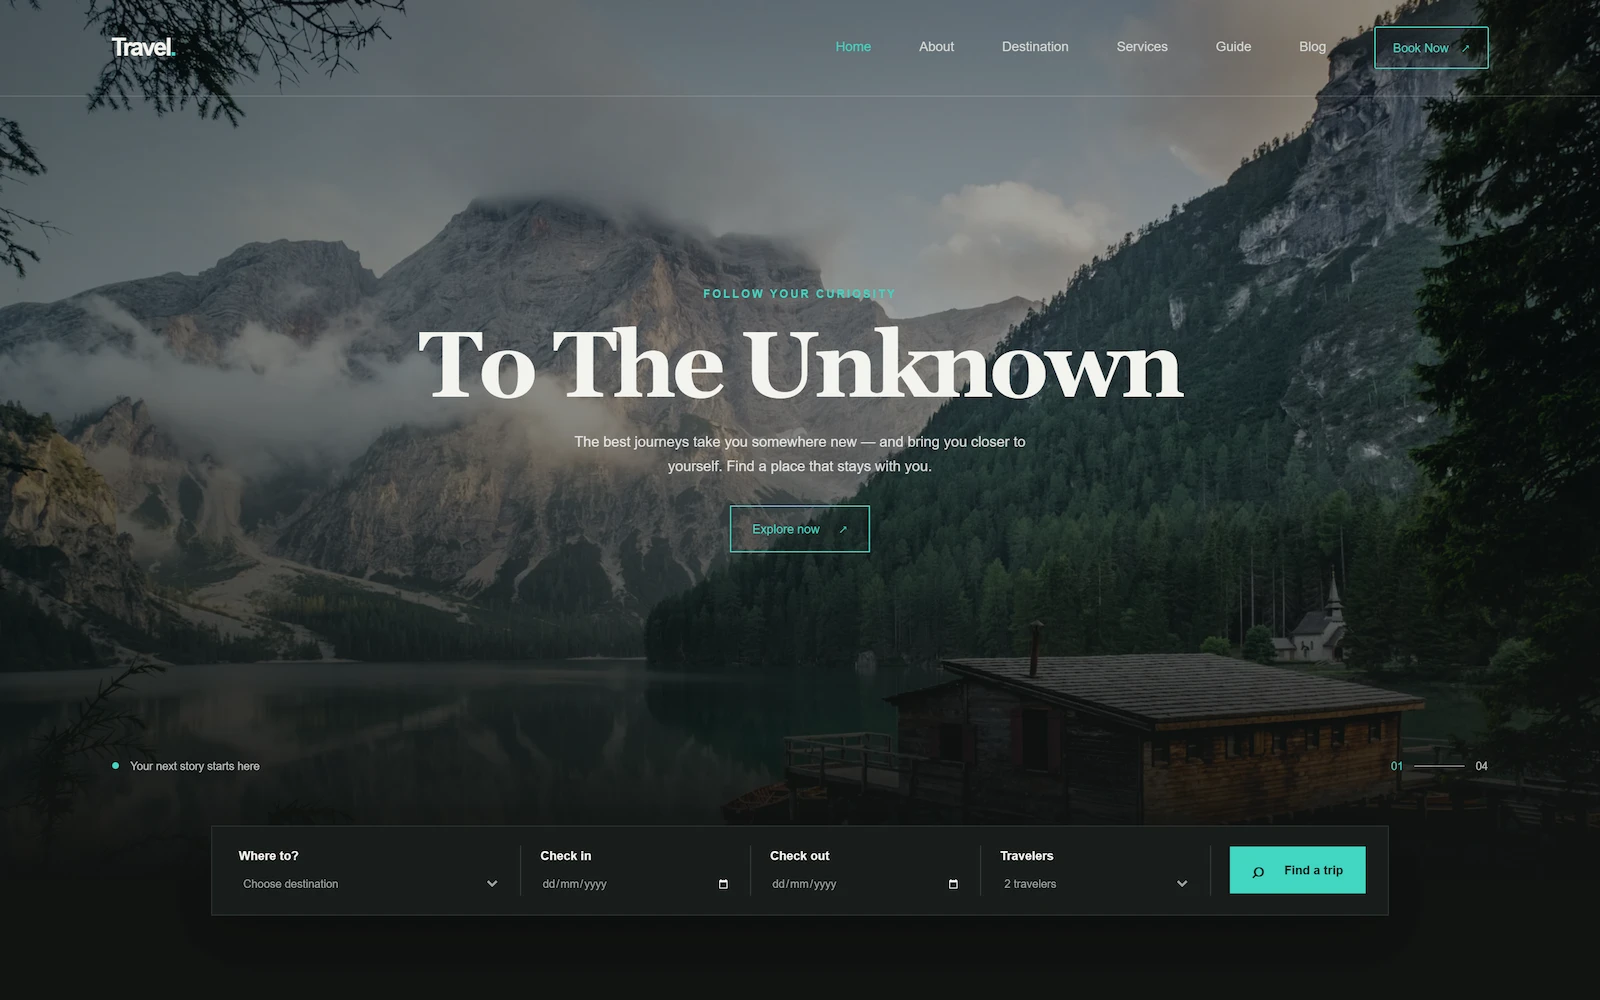 Travel.
Home
About
Destination
Services
Guide
Blog
Book Now ↗
FOLLOW YOUR CURIOSITY
To The Unknown
The best journeys take you somewhere new — and bring you closer to
yourself. Find a place that stays with you.
Explore now ↗
Your next story starts here
01
04
Where to?
Choose destination
Check in
dd/mm/yyyy
Check out
dd/mm/yyyy
Travelers
2 travelers
Find a trip